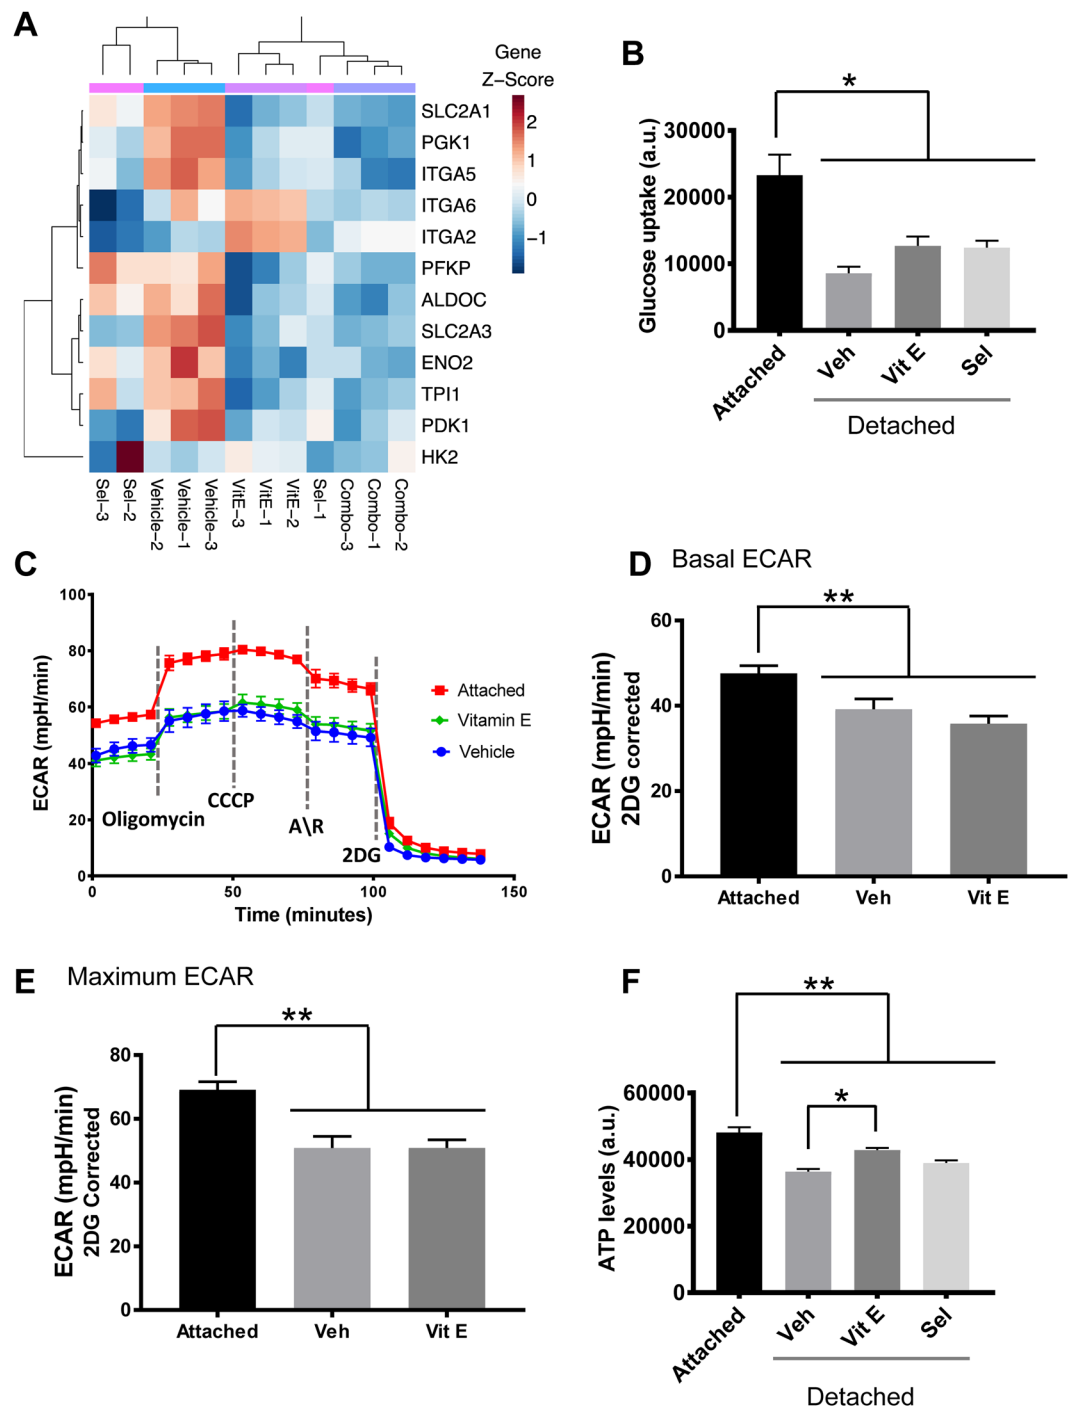 A
Gene
Z-Score
SLC2A1
PGK1
ITGA5
ITGA6
ITGA2
PFKP
ALDOC
SLC2A3
ENO2
TPI1
PDK1
HK2
2
1
0
-1
Sel-3
Sel-2
Vehicle-2
Vehicle-1
Vehicle-3
VitE-3
VitE-1
VitE-2
Sel-1
Combo-3
Combo-1
Combo-2
B
*
Glucose uptake (a.u.)
30000
20000
10000
0
Attached
Veh
Vit E
Sel
Detached
C
ECAR (mpH/min)
100
80
60
40
20
0
0
50
100
150
Time (minutes)
Oligomycin
CCCP
A\R
2DG
Attached
Vitamin E
Vehicle
D
Basal ECAR
**
ECAR (mpH/min)
2DG corrected
60
40
20
0
Attached
Veh
Vit E
E
Maximum ECAR
**
ECAR (mpH/min)
2DG Corrected
80
60
40
20
0
Attached
Veh
Vit E
F
**
*
ATP levels (a.u.)
60000
40000
20000
0
Attached
Veh
Vit E
Sel
Detached